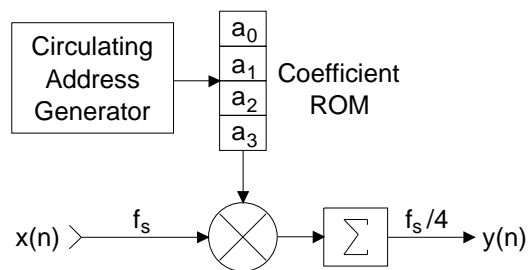 Circulating
Address
Generator
a₀
a₁
a₂
a₃
Coefficient
ROM
x(n)
fₛ
Σ
fₛ/4
y(n)